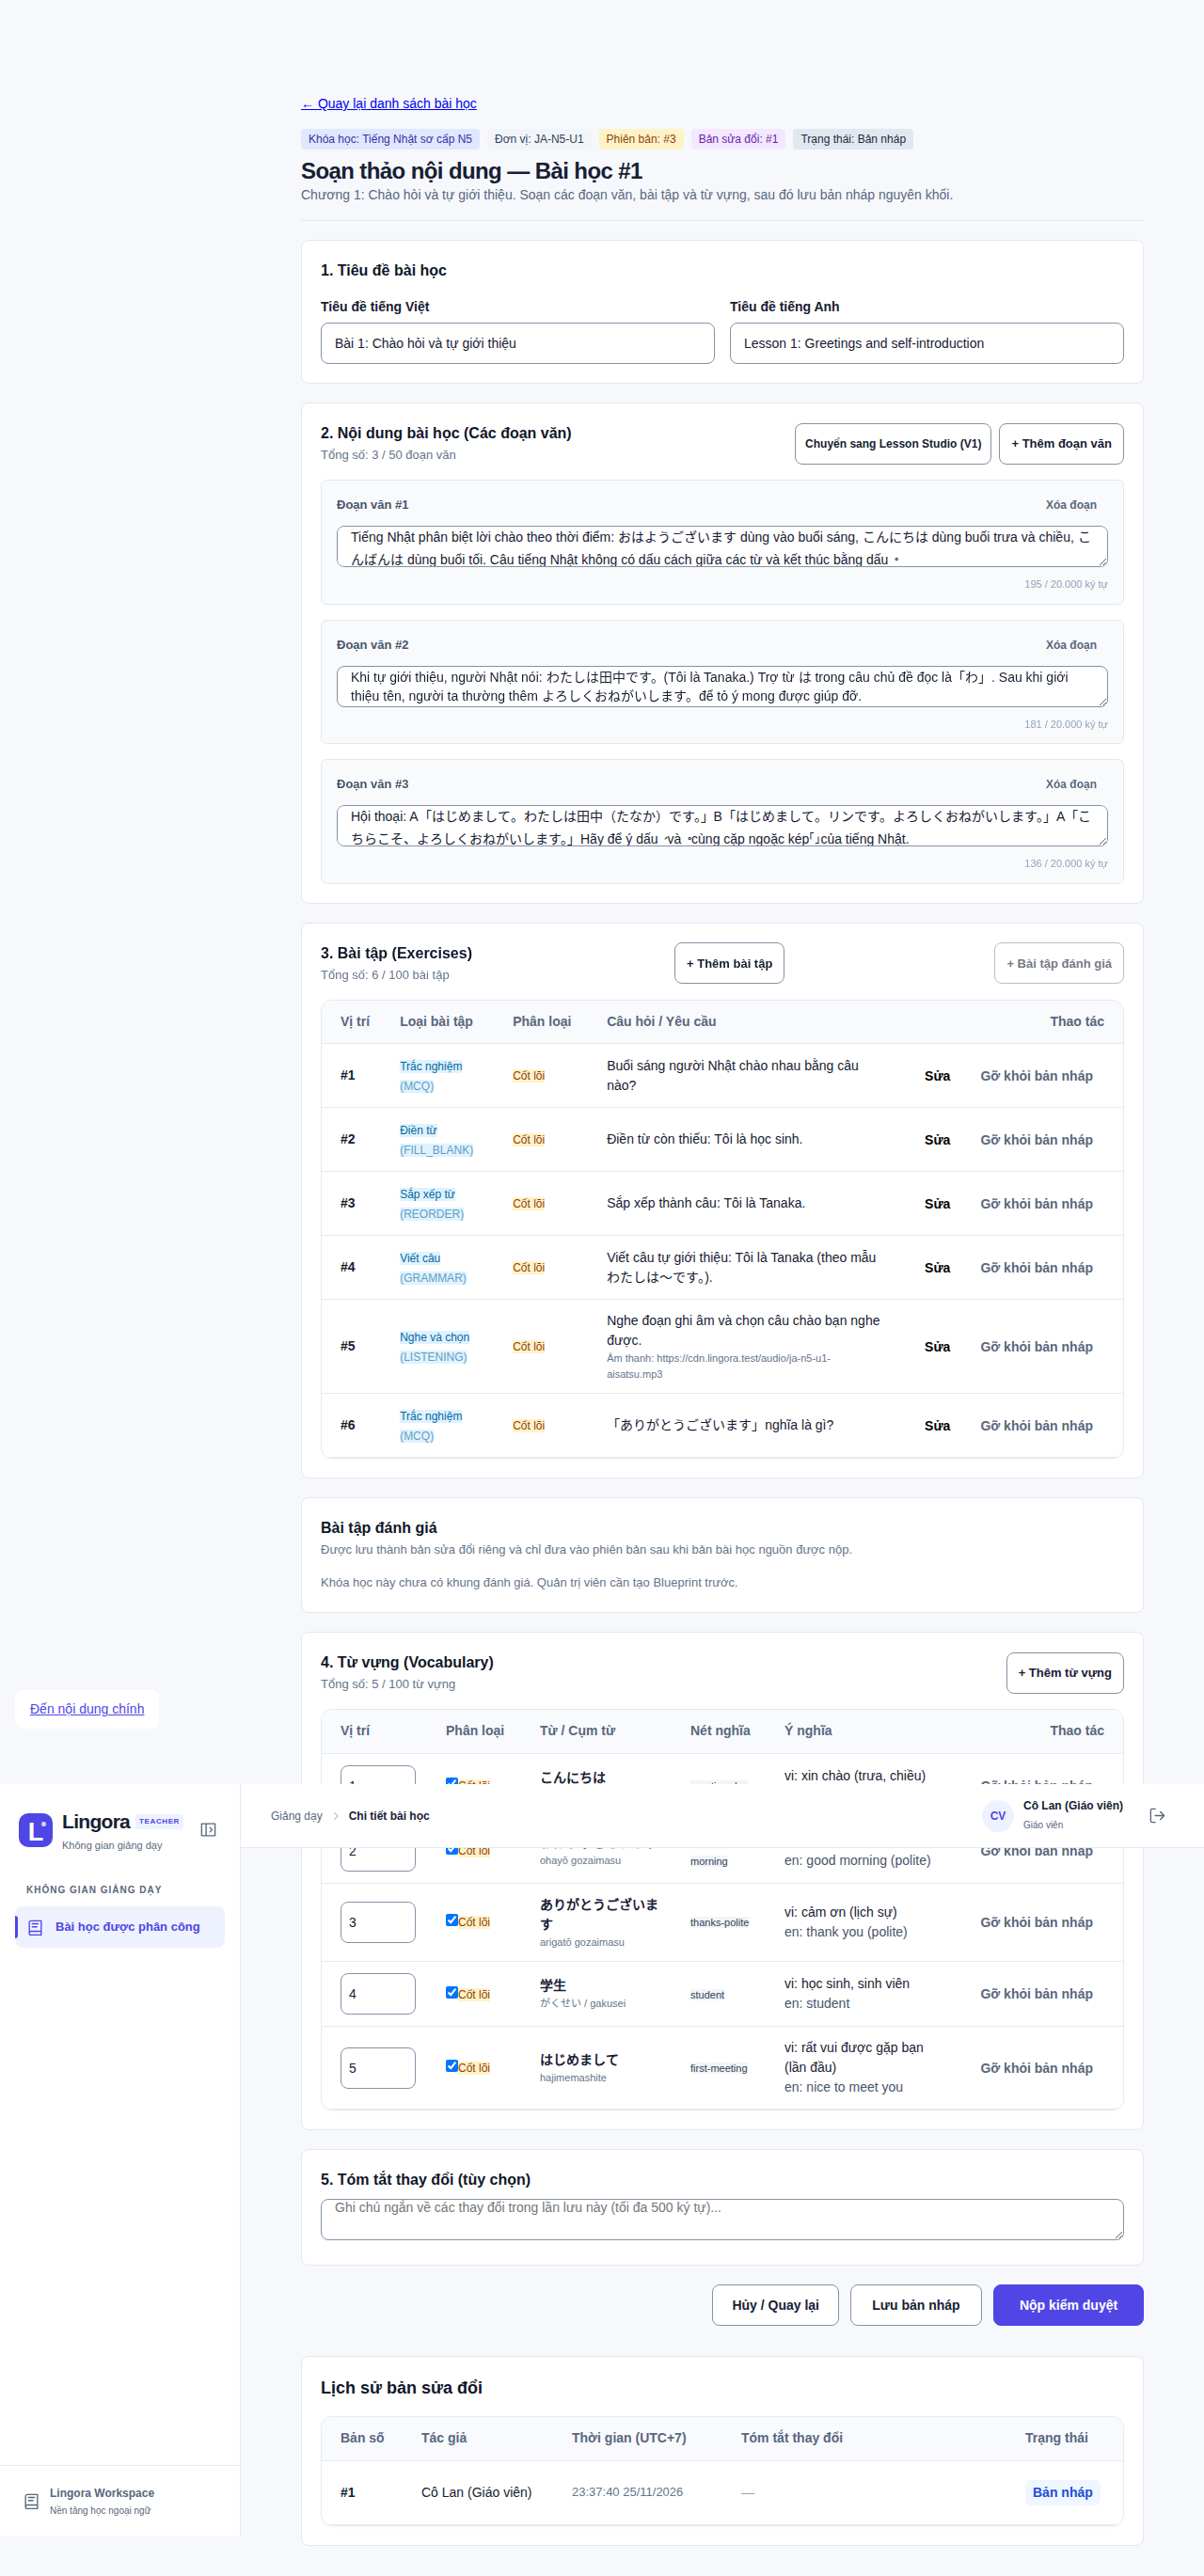 ← Quay lại danh sách bài học
Khóa học: Tiếng Nhật sơ cấp N5 Đơn vị: JA-N5-U1 Phiên bản: #3 Bản sửa đổi: #1 Trạng thái: Bản nháp
Soạn thảo nội dung — Bài học #1
Chương 1: Chào hỏi và tự giới thiệu. Soạn các đoạn văn, bài tập và từ vựng, sau đó lưu bản nháp nguyên khối.
1. Tiêu đề bài học
Tiêu đề tiếng Việt Tiêu đề tiếng Anh
Bài 1: Chào hỏi và tự giới thiệu Lesson 1: Greetings and self-introduction
2. Nội dung bài học (Các đoạn văn)
Tổng số: 3 / 50 đoạn văn
Chuyển sang Lesson Studio (V1) + Thêm đoạn văn
Đoạn văn #1 Xóa đoạn
Tiếng Nhật phân biệt lời chào theo thời điểm: おはようございます dùng vào buổi sáng, こんにちは dùng buổi trưa và chiều, こ
んばんは dùng buổi tối. Câu tiếng Nhật không có dấu cách giữa các từ và kết thúc bằng dấu 。
195 / 20.000 ký tự
Đoạn văn #2 Xóa đoạn
Khi tự giới thiệu, người Nhật nói: わたしは田中です。(Tôi là Tanaka.) Trợ từ は trong câu chủ đề đọc là「わ」. Sau khi giới
thiệu tên, người ta thường thêm よろしくおねがいします。để tỏ ý mong được giúp đỡ.
181 / 20.000 ký tự
Đoạn văn #3 Xóa đoạn
Hội thoại: A「はじめまして。わたしは田中（たなか）です。」B「はじめまして。リンです。よろしくおねがいします。」A「こ
ちらこそ、よろしくおねがいします。」Hãy để ý dấu 、và 。cùng cặp ngoặc kép「」của tiếng Nhật.
136 / 20.000 ký tự
3. Bài tập (Exercises)
Tổng số: 6 / 100 bài tập
+ Thêm bài tập + Bài tập đánh giá
Vị trí Loại bài tập Phân loại Câu hỏi / Yêu cầu Thao tác
#1 Trắc nghiệm (MCQ) Cốt lõi Buổi sáng người Nhật chào nhau bằng câu nào? Sửa Gỡ khỏi bản nháp
#2 Điền từ (FILL_BLANK) Cốt lõi Điền từ còn thiếu: Tôi là học sinh. Sửa Gỡ khỏi bản nháp
#3 Sắp xếp từ (REORDER) Cốt lõi Sắp xếp thành câu: Tôi là Tanaka. Sửa Gỡ khỏi bản nháp
#4 Viết câu (GRAMMAR) Cốt lõi Viết câu tự giới thiệu: Tôi là Tanaka (theo mẫu わたしは～です。). Sửa Gỡ khỏi bản nháp
#5 Nghe và chọn (LISTENING) Cốt lõi Nghe đoạn ghi âm và chọn câu chào bạn nghe được. Sửa Gỡ khỏi bản nháp
Âm thanh: https://cdn.lingora.test/audio/ja-n5-u1-
aisatsu.mp3
#6 Trắc nghiệm (MCQ) Cốt lõi 「ありがとうございます」nghĩa là gì? Sửa Gỡ khỏi bản nháp
Bài tập đánh giá
Được lưu thành bản sửa đổi riêng và chỉ đưa vào phiên bản sau khi bản bài học nguồn được nộp.
Khóa học này chưa có khung đánh giá. Quản trị viên cần tạo Blueprint trước.
4. Từ vựng (Vocabulary)
Tổng số: 5 / 100 từ vựng
+ Thêm từ vựng
Đến nội dung chính
Vị trí Phân loại Từ / Cụm từ Nét nghĩa Ý nghĩa Thao tác
こんにちは vi: xin chào (trưa, chiều)
Lingora TEACHER
Không gian giảng dạy
Giảng dạy Chi tiết bài học
CV Cô Lan (Giáo viên)
Giáo viên
2 Cốt lõi ohayō gozaimasu morning en: good morning (polite) Gỡ khỏi bản nháp
KHÔNG GIAN GIẢNG DẠY
Bài học được phân công
3 Cốt lõi ありがとうございます thanks-polite vi: cảm ơn (lịch sự) Gỡ khỏi bản nháp
arigatō gozaimasu en: thank you (polite)
4 Cốt lõi 学生 student vi: học sinh, sinh viên Gỡ khỏi bản nháp
がくせい / gakusei en: student
5 Cốt lõi はじめまして first-meeting vi: rất vui được gặp bạn (lần đầu) Gỡ khỏi bản nháp
hajimemashite en: nice to meet you
5. Tóm tắt thay đổi (tùy chọn)
Ghi chú ngắn về các thay đổi trong lần lưu này (tối đa 500 ký tự)...
Hủy / Quay lại Lưu bản nháp Nộp kiểm duyệt
Lịch sử bản sửa đổi
Bản số Tác giả Thời gian (UTC+7) Tóm tắt thay đổi Trạng thái
#1 Cô Lan (Giáo viên) 23:37:40 25/11/2026 — Bản nháp
Lingora Workspace
Nền tảng học ngoại ngữ